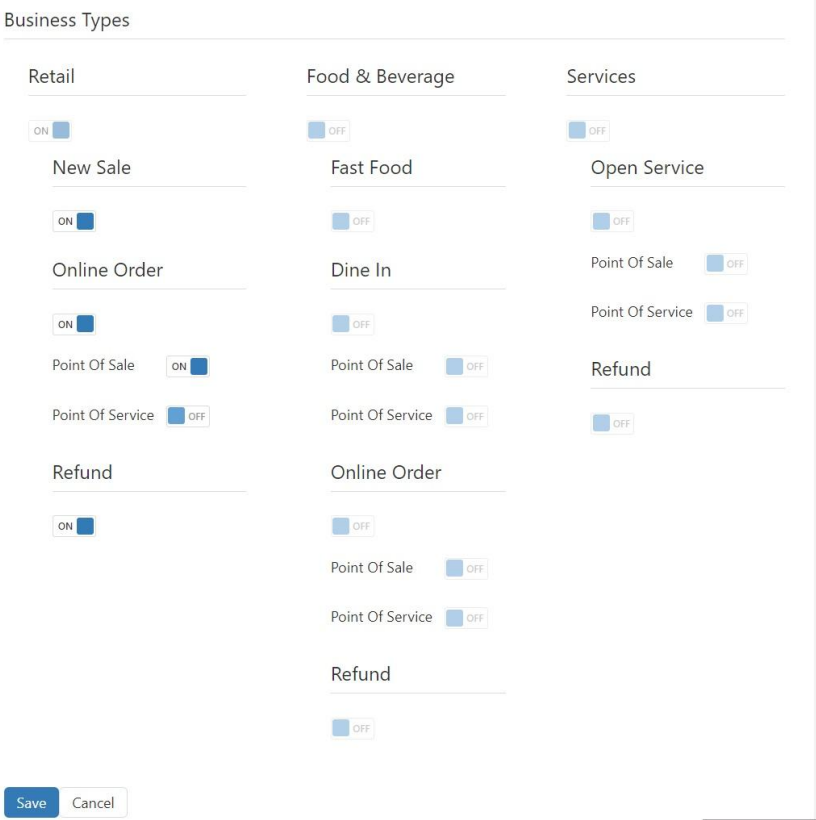 Business Types
Retail
ON
New Sale
ON
Online Order
ON
Point Of Sale ON
Point Of Service OFF
Refund
ON
Food & Beverage
OFF
Fast Food
OFF
Dine In
OFF
Point Of Sale OFF
Point Of Service OFF
Online Order
OFF
Point Of Sale OFF
Point Of Service OFF
Refund
OFF
Services
OFF
Open Service
OFF
Point Of Sale OFF
Point Of Service OFF
Refund
OFF
Save Cancel